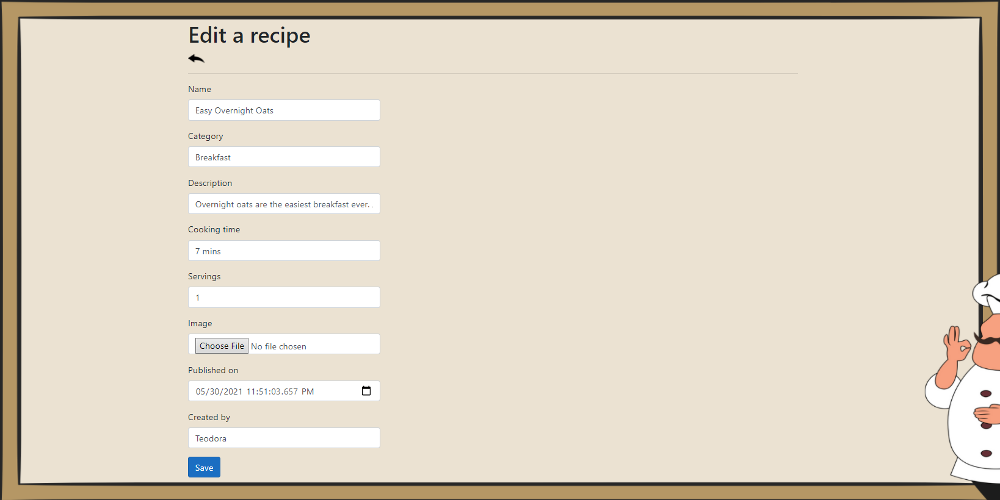 Edit a recipe
Name
Easy Overnight Oats
Category
Breakfast
Description
Overnight oats are the easiest breakfast ever. .
Cooking time
7 mins
Servings
1
Image
Choose File No file chosen
Published on
05/30/2021 11:51:03.657 PM
Created by
Teodora
Save